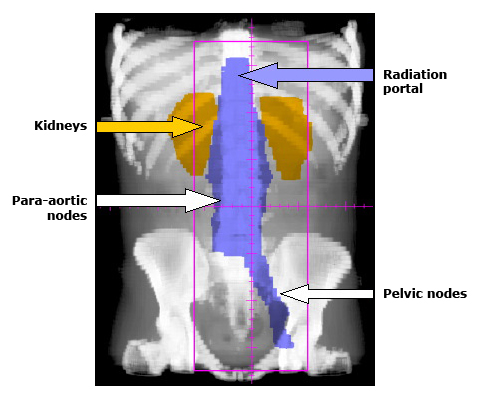 Radiation
portal
Kidneys
Para-aortic
nodes
Pelvic nodes